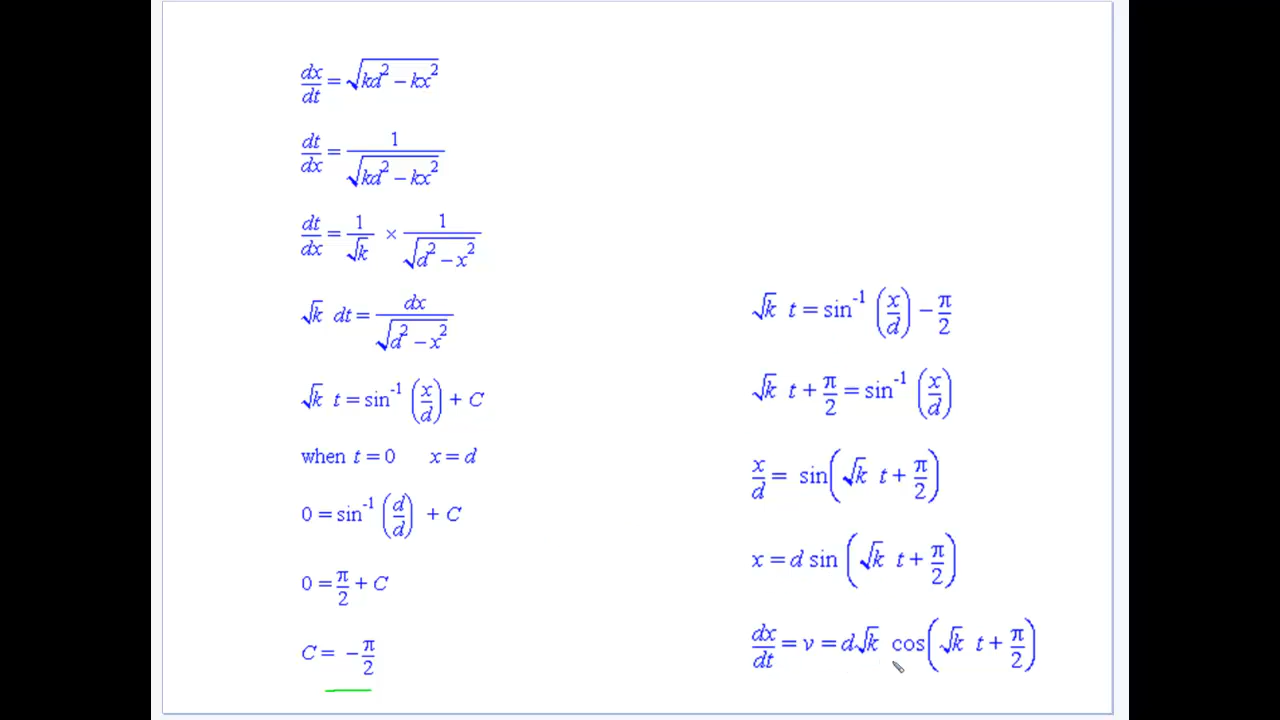 dx/dt = √(kd² − kx²)
dt/dx = 1/√(kd² − kx²)
dt/dx = 1/√k × 1/√(d² − x²)
√k dt = dx/√(d² − x²)
√k t = sin⁻¹ (x/d) + C
when t = 0 x = d
0 = sin⁻¹ (d/d) + C
0 = π/2 + C
C = − π/2
√k t = sin⁻¹ (x/d) − π/2
√k t + π/2 = sin⁻¹ (x/d)
x/d = sin(√k t + π/2)
x = d sin (√k t + π/2)
dx/dt = v = d√k cos(√k t + π/2)